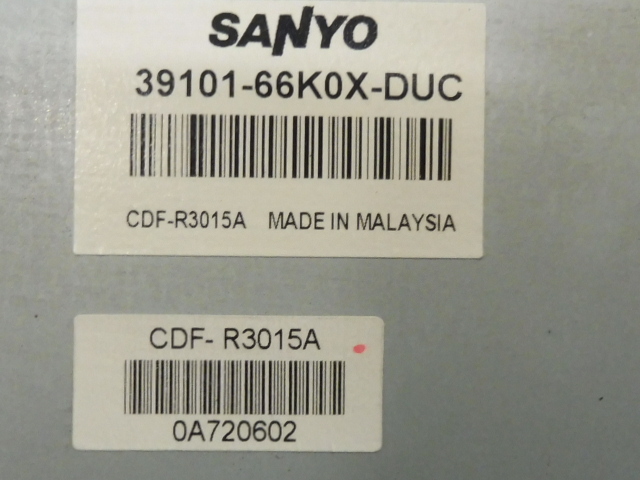 SANYO
39101-66K0X-DUC
CDF-R3015A MADE IN MALAYSIA
CDF- R3015A
0A720602